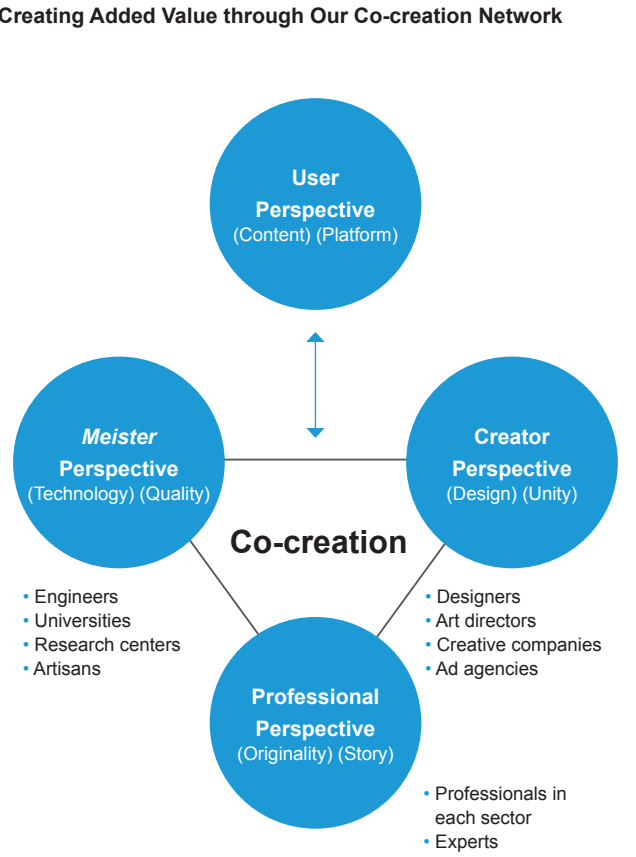 Creating Added Value through Our Co-creation Network
User
Perspective
(Content) (Platform)
Meister
Perspective
(Technology) (Quality)
Creator
Perspective
(Design) (Unity)
Co-creation
• Engineers
• Universities
• Research centers
• Artisans
• Designers
• Art directors
• Creative companies
• Ad agencies
Professional
Perspective
(Originality) (Story)
• Professionals in
each sector
• Experts